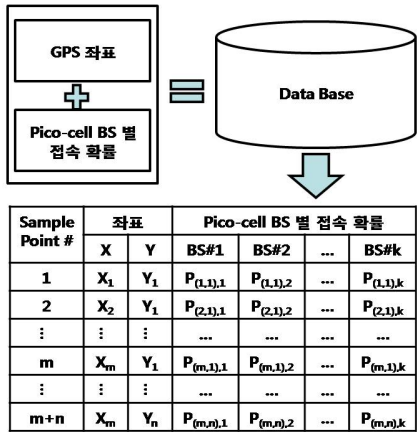 GPS 좌표
Pico-cell BS 별
접속 확률
Data Base
Sample Point # 좌표 Pico-cell BS 별 접속 확률
X Y BS#1 BS#2 ... BS#k
1 X1 Y1 P(1,1),1 P(1,1),2 ... P(1,1),k
2 X2 Y1 P(2,1),1 P(2,1),2 ... P(2,1),k
⋮ ⋮ ⋮ ... ... ...
m Xm Y1 P(m,1),1 P(m,1),2 ... P(m,1),k
⋮ ⋮ ⋮ ... ... ...
m+n Xm Yn P(m,n),1 P(m,n),2 ... P(m,n),k